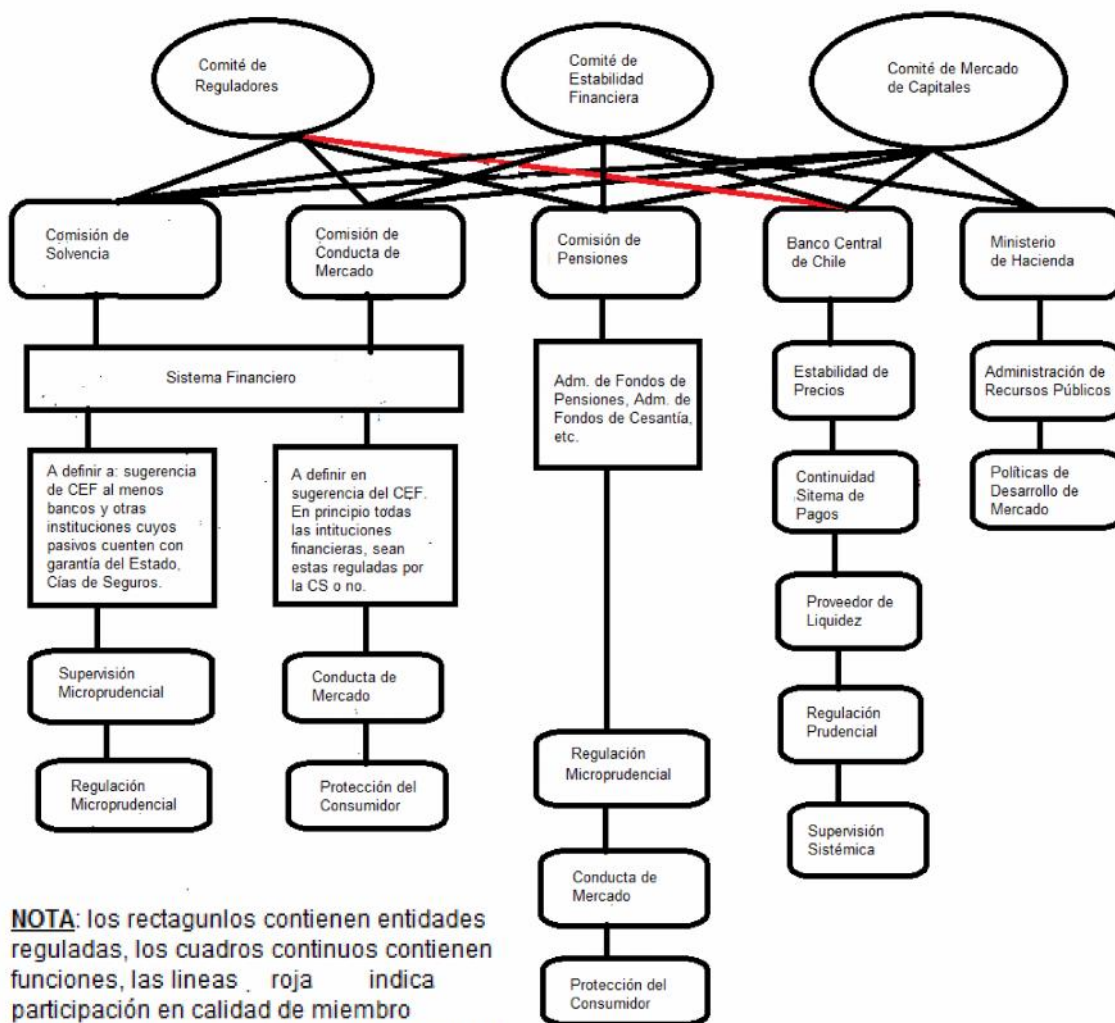 Comité de
Reguladores
Comité de
Estabilidad
Financiera
Comité de Mercado
de Capitales
Comisión de
Solvencia
Comisión de
Conducta de
Mercado
Comisión de
Pensiones
Banco Central
de Chile
Ministerio
de Hacienda
Sistema Financiero
Adm. de Fondos de
Pensiones, Adm. de
Fondos de Cesantía,
etc.
Estabilidad de
Precios
Administración de
Recursos Públicos
A definir a: sugerencia
de CEF al menos
bancos y otras
instituciones cuyos
pasivos cuenten con
garantía del Estado,
Cías de Seguros.
A definir en
sugerencia del CEF.
En principio todas
las intituciones
financieras, sean
estas reguladas por
la CS o no.
Continuidad
Sitema de
Pagos
Políticas de
Desarrollo de
Mercado
Proveedor de
Liquidez
Supervisión
Microprudencial
Conducta de
Mercado
Regulación
Prudencial
Regulación
Microprudencial
Regulación
Microprudencial
Protección del
Consumidor
Supervisión
Sistémica
Conducta de
Mercado
Protección del
Consumidor
NOTA: los rectagunlos contienen entidades
reguladas, los cuadros continuos contienen
funciones, las lineas roja indica
participación en calidad de miembro